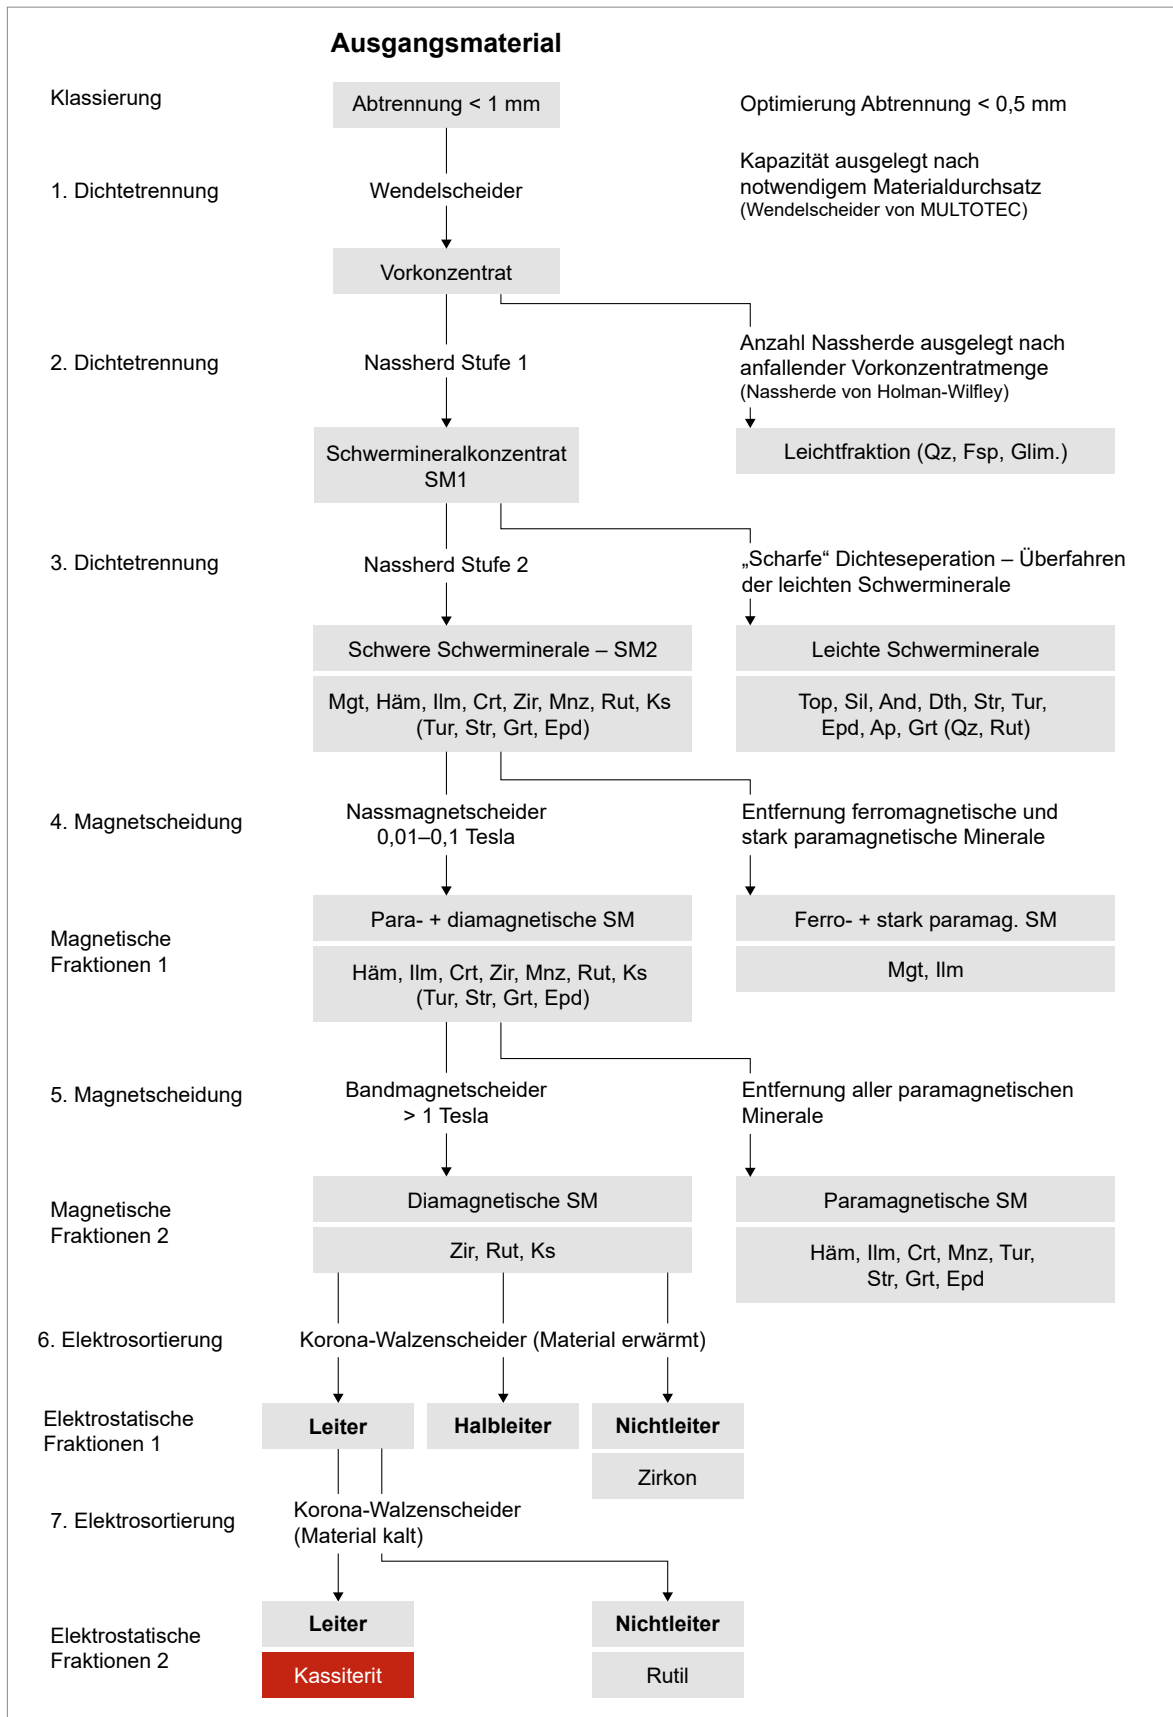 Ausgangsmaterial
Klassierung
Abtrennung < 1 mm
Optimierung Abtrennung < 0,5 mm
1. Dichtetrennung
Wendelscheider
Kapazität ausgelegt nach
notwendigem Materialdurchsatz
(Wendelscheider von MULTOTEC)
Vorkonzentrat
2. Dichtetrennung
Nassherd Stufe 1
Anzahl Nassherde ausgelegt nach
anfallender Vorkonzentratmenge
(Nassherde von Holman-Wilfley)
Schwermineralkonzentrat
SM1
Leichtfraktion (Qz, Fsp, Glim.)
3. Dichtetrennung
Nassherd Stufe 2
„Scharfe“ Dichteseperation – Überfahren
der leichten Schwerminerale
Schwere Schwerminerale – SM2
Leichte Schwerminerale
Mgt, Häm, Ilm, Crt, Zir, Mnz, Rut, Ks
(Tur, Str, Grt, Epd)
Top, Sil, And, Dth, Str, Tur,
Epd, Ap, Grt (Qz, Rut)
4. Magnetscheidung
Nassmagnetscheider
0,01–0,1 Tesla
Entfernung ferromagnetische und
stark paramagnetische Minerale
Magnetische
Fraktionen 1
Para- + diamagnetische SM
Ferro- + stark paramag. SM
Häm, Ilm, Crt, Zir, Mnz, Rut, Ks
(Tur, Str, Grt, Epd)
Mgt, Ilm
5. Magnetscheidung
Bandmagnetscheider
> 1 Tesla
Entfernung aller paramagnetischen
Minerale
Magnetische
Fraktionen 2
Diamagnetische SM
Paramagnetische SM
Zir, Rut, Ks
Häm, Ilm, Crt, Mnz, Tur,
Str, Grt, Epd
6. Elektrosortierung
Korona-Walzenscheider (Material erwärmt)
Elektrostatische
Fraktionen 1
Leiter
Halbleiter
Nichtleiter
Zirkon
7. Elektrosortierung
Korona-Walzenscheider
(Material kalt)
Elektrostatische
Fraktionen 2
Leiter
Nichtleiter
Kassiterit
Rutil